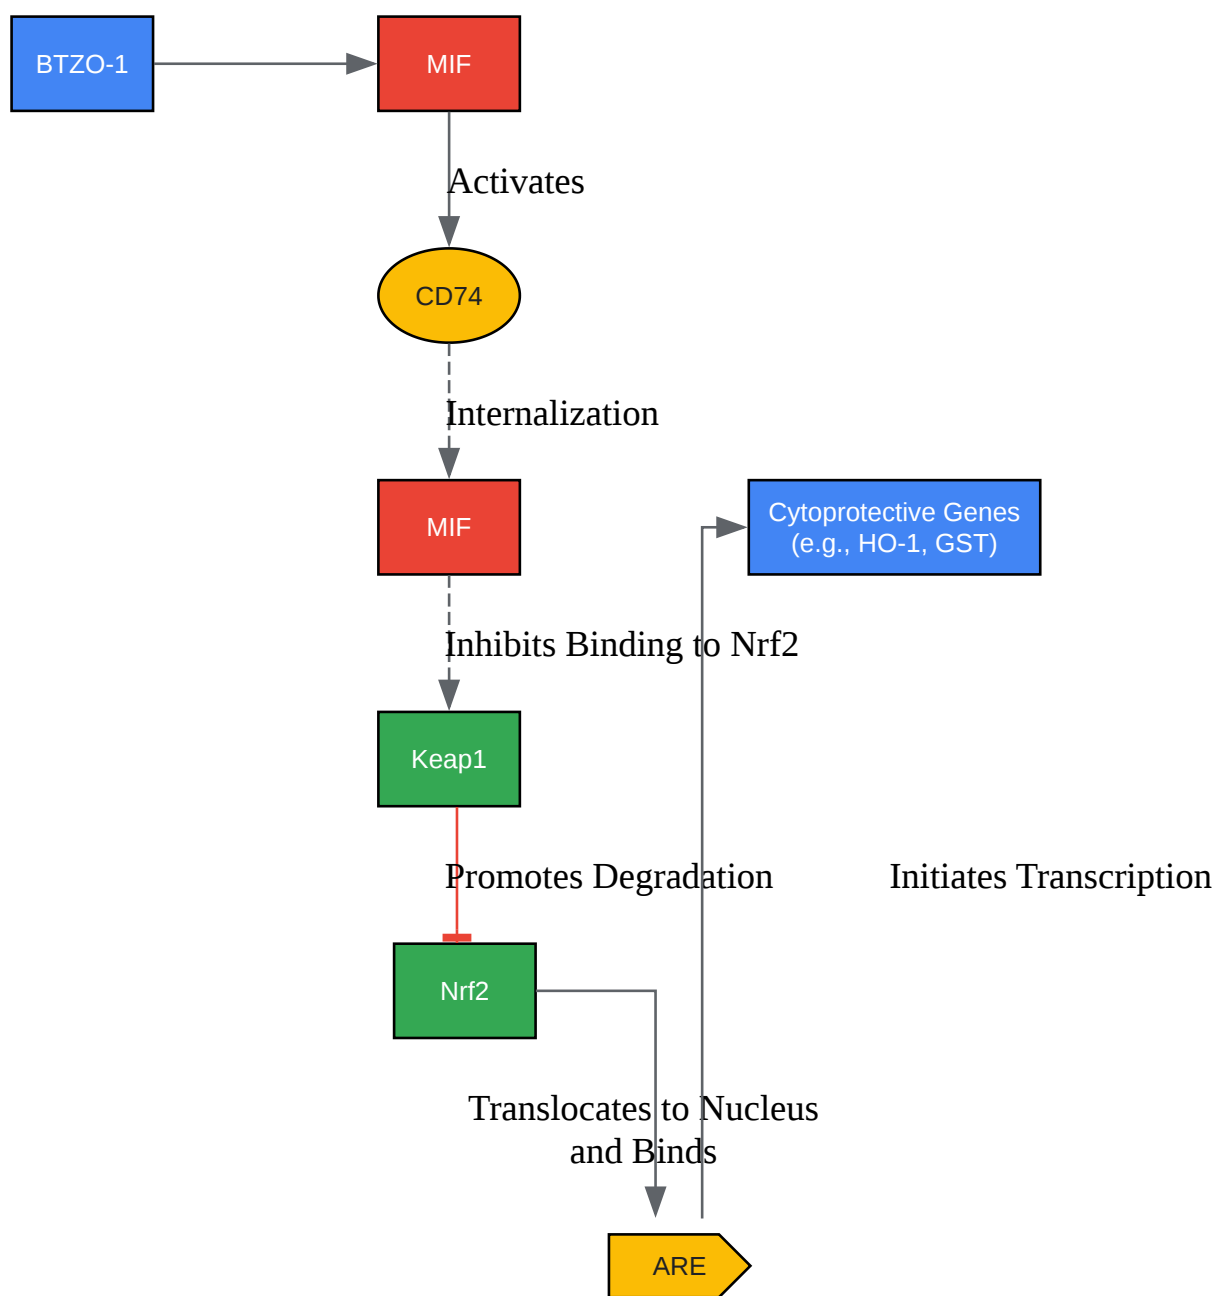 BTZO-1
MIF
Activates
CD74
Internalization
MIF
Cytoprotective Genes
(e.g., HO-1, GST)
Inhibits Binding to Nrf2
Keap1
Promotes Degradation
Initiates Transcription
Nrf2
Translocates to Nucleus
and Binds
ARE